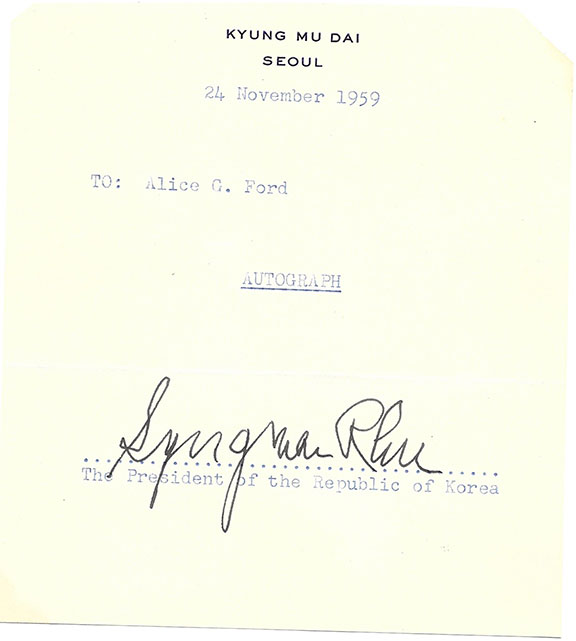 KYUNG MU DAI
SEOUL
24 November 1959
TO: Alice G. Ford
AUTOGRAPH
Syngman Rhee
The President of the Republic of Korea